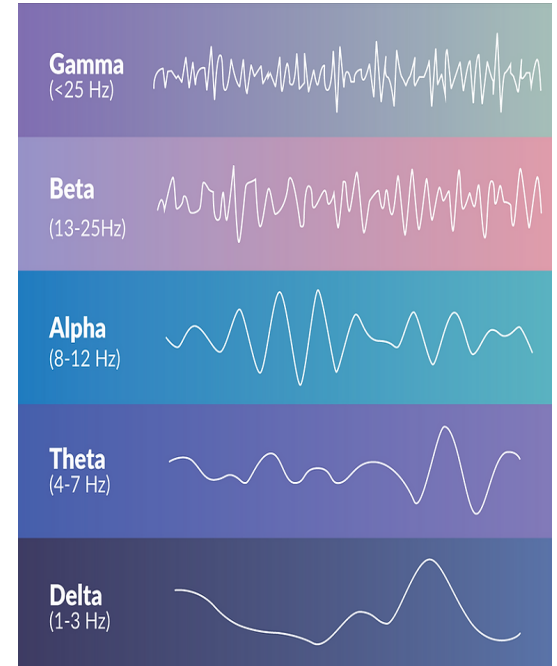 Gamma
(<25 Hz)
Beta
(13-25Hz)
Alpha
(8-12 Hz)
Theta
(4-7 Hz)
Delta
(1-3 Hz)